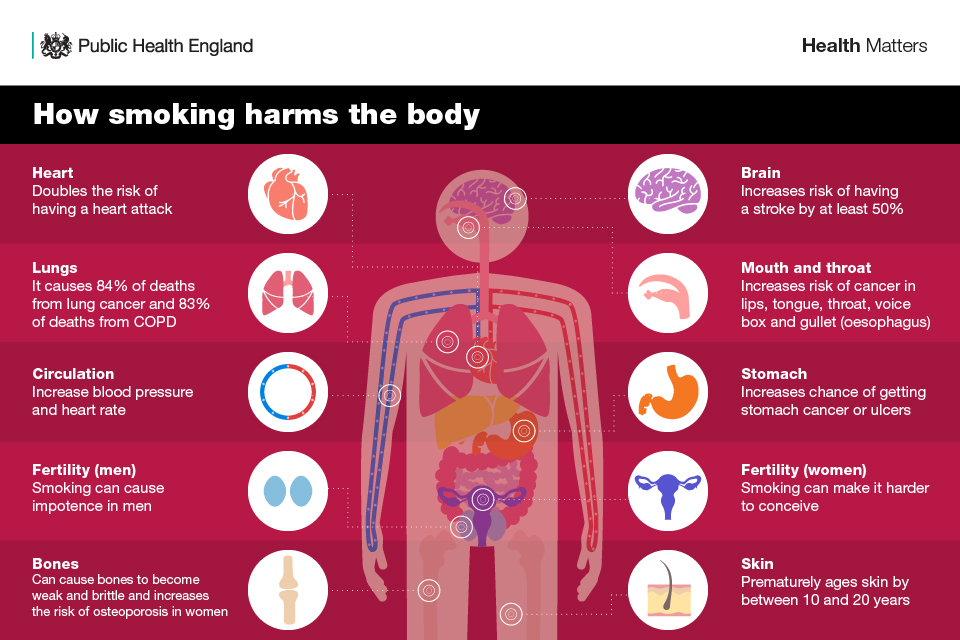 Public Health England
Health Matters
How smoking harms the body
Heart
Doubles the risk of
having a heart attack
Brain
Increases risk of having
a stroke by at least 50%
Lungs
It causes 84% of deaths
from lung cancer and 83%
of deaths from COPD
Mouth and throat
Increases risk of cancer in
lips, tongue, throat, voice
box and gullet (oesophagus)
Circulation
Increase blood pressure
and heart rate
Stomach
Increases chance of getting
stomach cancer or ulcers
Fertility (men)
Smoking can cause
impotence in men
Fertility (women)
Smoking can make it harder
to conceive
Bones
Can cause bones to become
weak and brittle and increases
the risk of osteoporosis in women
Skin
Prematurely ages skin by
between 10 and 20 years